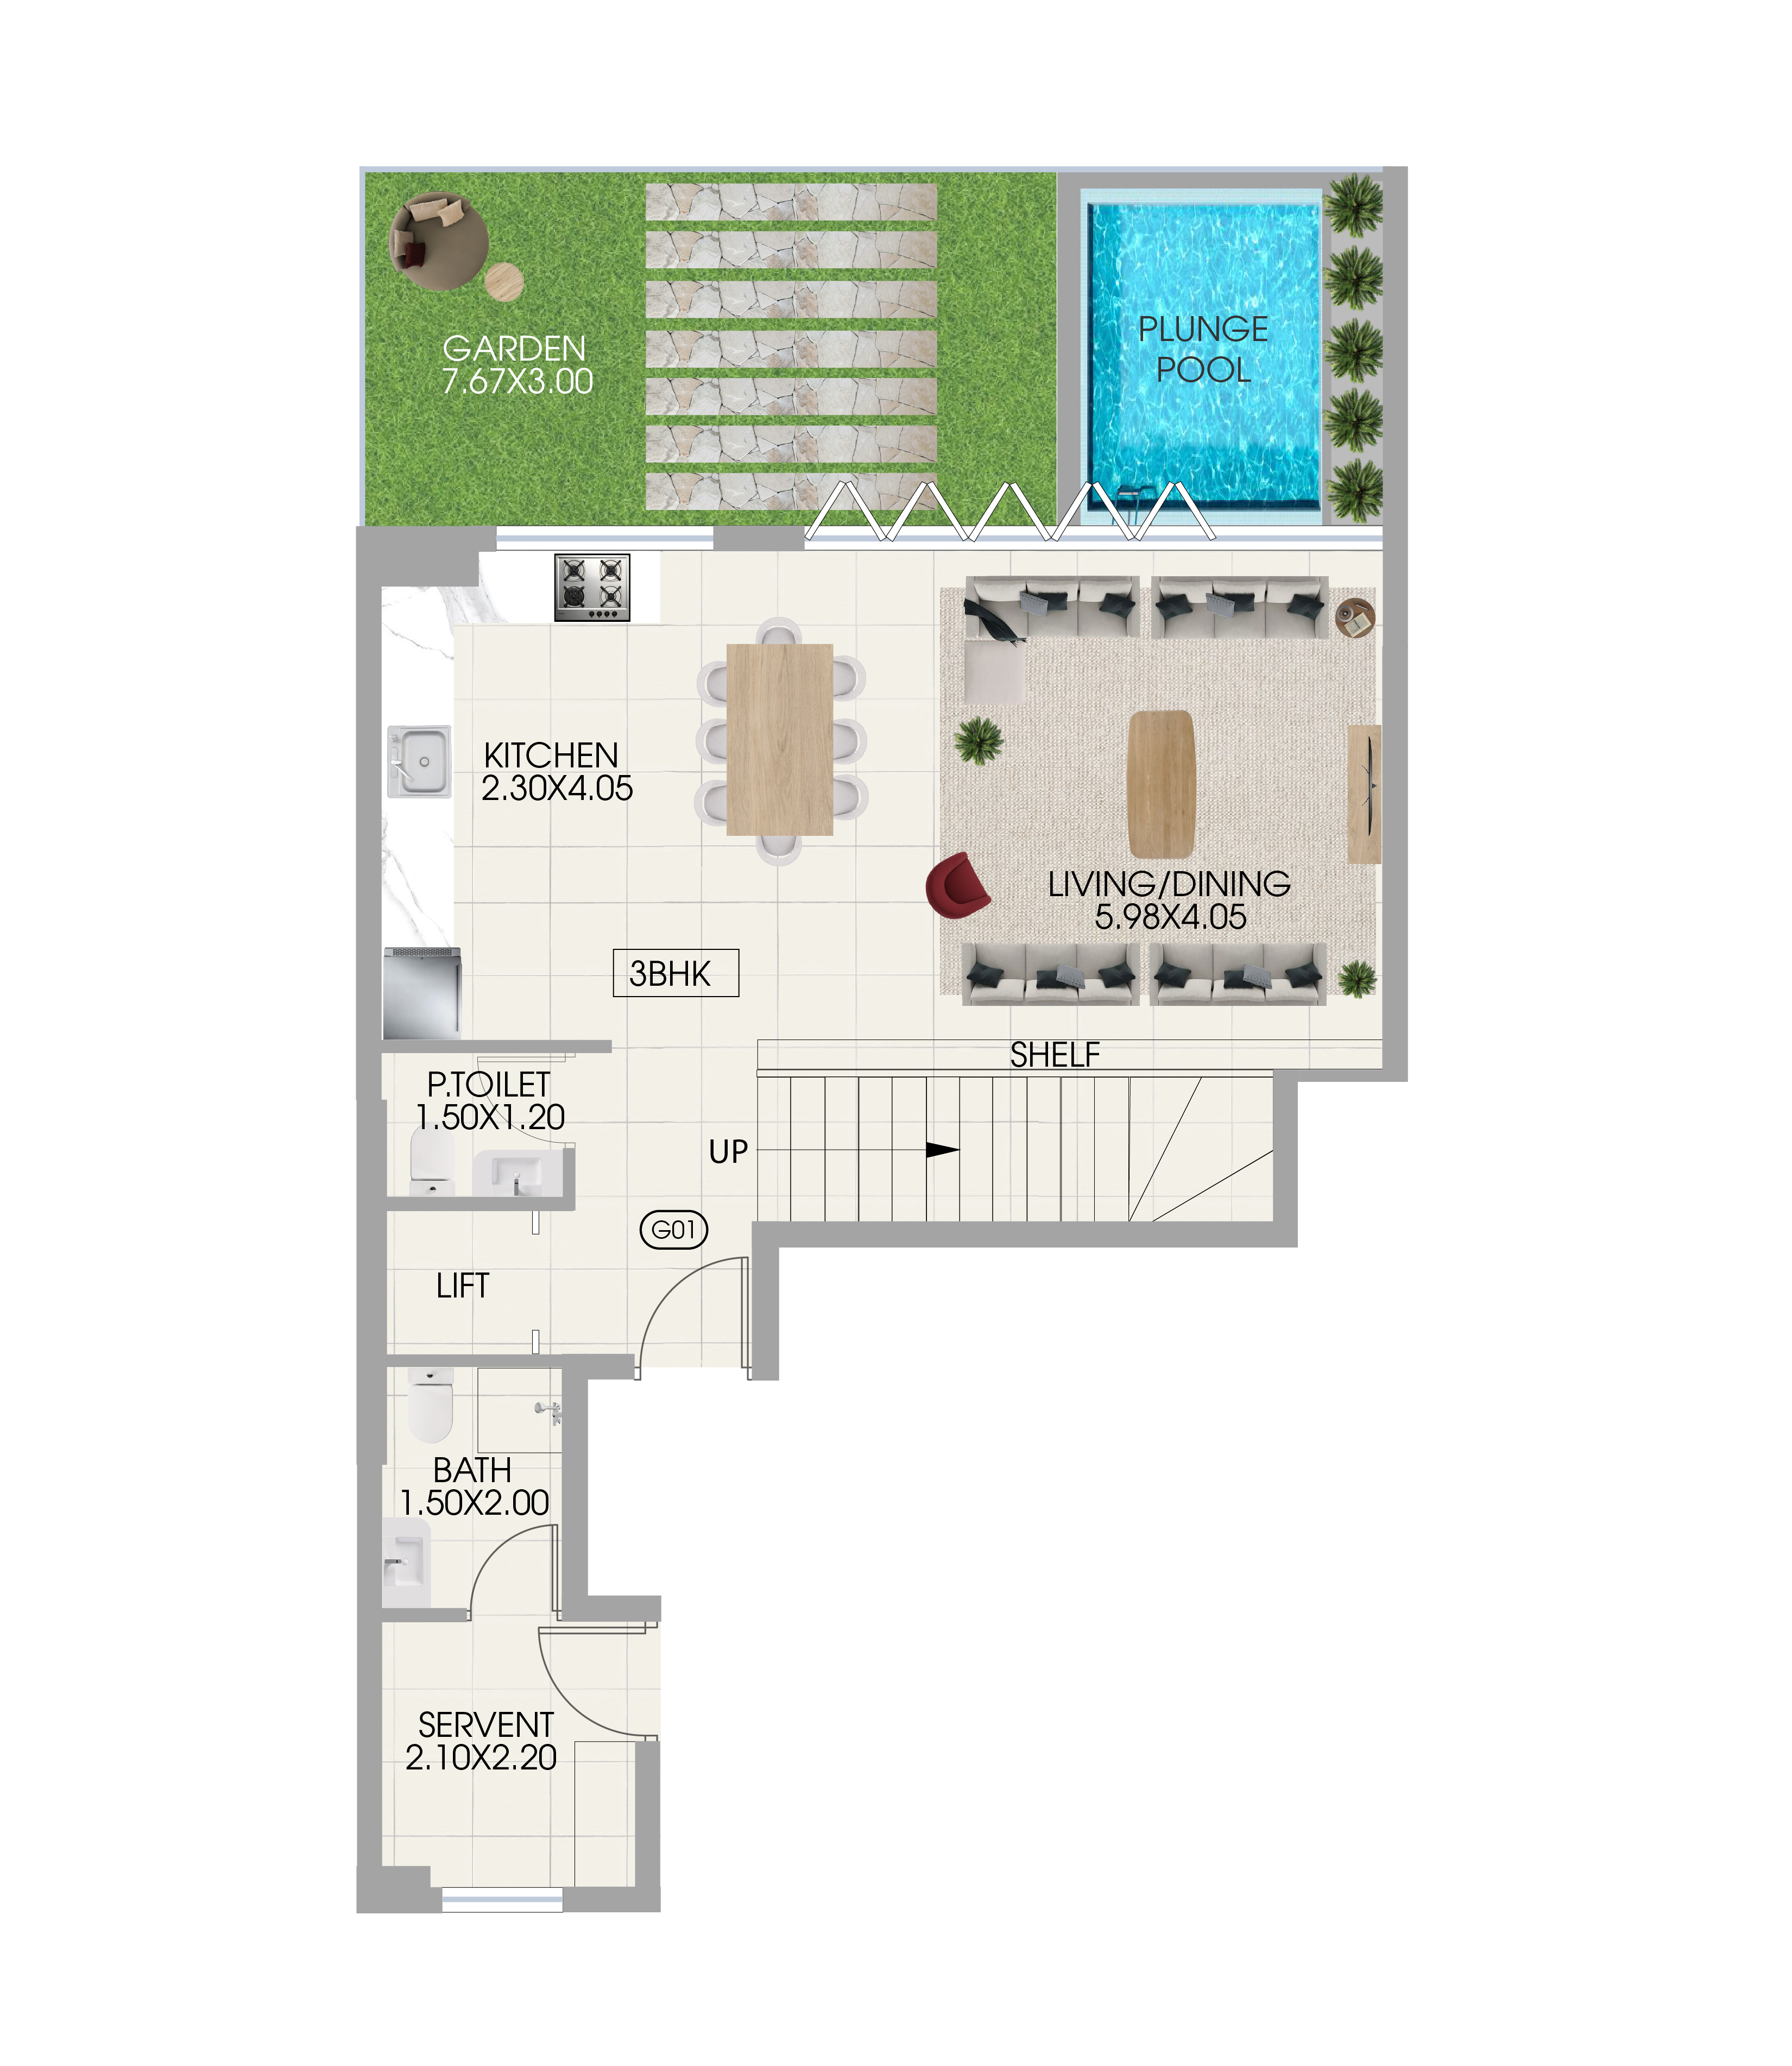 PLUNGE
POOL
GARDEN
7.67X3.00
KITCHEN
2.30X4.05
LIVING/DINING
5.98X4.05
3BHK
SHELF
P.TOILET
1.50X1.20
UP
G01
LIFT
BATH
1.50X2.00
SERVENT
2.10X2.20